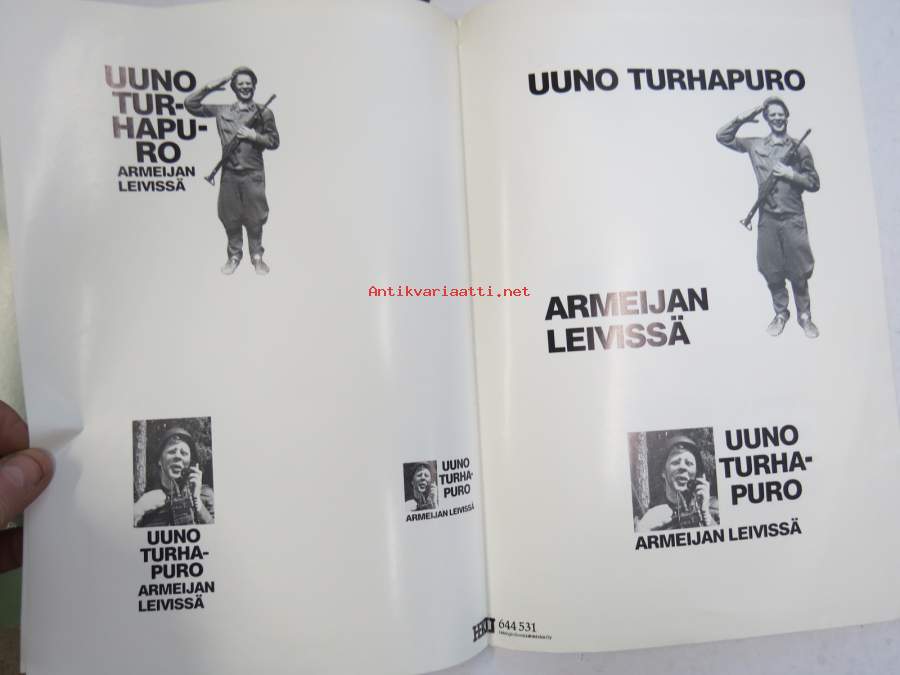 UUNO
TUR-
HAPU-
RO
ARMEIJAN
LEIVISSÄ
UUNO
TURHA-
PURO
ARMEIJAN
LEIVISSÄ
UUNO
TURHA-
PURO
ARMEIJAN LEIVISSÄ
UUNO TURHAPURO
ARMEIJAN
LEIVISSÄ
UUNO
TURHA-
PURO
ARMEIJAN LEIVISSÄ
644 531
Antikvariaatti.net